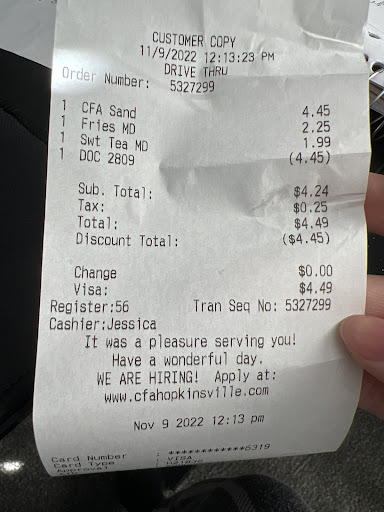 CUSTOMER COPY
11/9/2022 12:13:23 PM
DRIVE THRU
Order Number: 5327299
1 CFA Sand 4.45
1 Fries MD 2.25
1 Swt Tea MD 1.99
1 DOC 2809 (4.45)
Sub. Total: $4.24
Tax: $0.25
Total: $4.49
Discount Total: ($4.45)
Change $0.00
Visa: $4.49
Register:56 Tran Seq No: 5327299
Cashier:Jessica
It was a pleasure serving you!
Have a wonderful day.
WE ARE HIRING! Apply at:
www.cfahopkinsville.com
Nov 9 2022 12:13 pm
Card Number : ************6319
Card Type : VISA
Approval